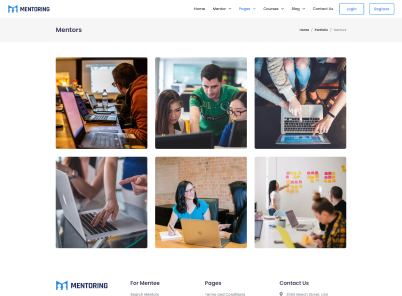 MENTORING
Home Mentor Pages Courses Blog Contact Us Login Register
Mentors
Home / Portfolio / Mentors
MENTORING
For Mentee
Pages
Contact Us
Search Mentors
Terms and Conditions